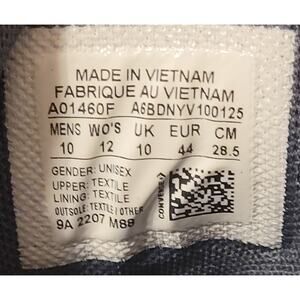 MADE IN VIETNAM
FABRIQUE AU VIETNAM
A01460F A6BDNYV100125
MENS WO'S UK EUR CM
10 12 10 44 28.5
GENDER: UNISEX
UPPER: TEXTILE
LINING: TEXTILE
OUTSOLE: TEXTILE/OTHER
9A 2207 M88
CONVERSE